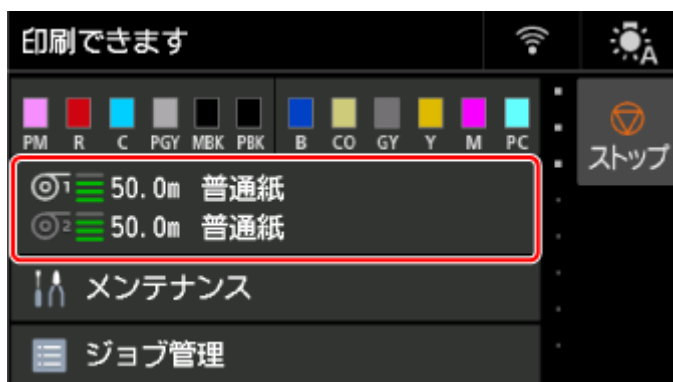 印刷できます
A
PM R C PGY MBK PBK B CO GY Y M PC
ストップ
1 50.0m 普通紙
2 50.0m 普通紙
メンテナンス
ジョブ管理